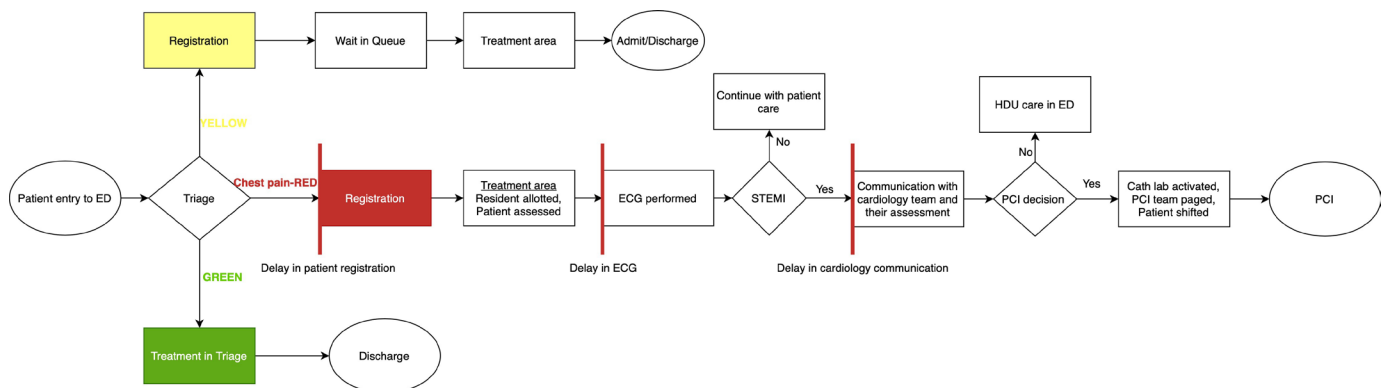 Registration
Wait in Queue
Treatment area
Admit/Discharge
YELLOW
Continue with patient
care
No
HDU care in ED
No
Patient entry to ED
Triage
Chest pain-RED
Registration
Treatment area
Resident allotted,
Patient assessed
ECG performed
STEMI
Yes
Communication with
cardiology team and
their assessment
PCI decision
Yes
Cath lab activated,
PCI team paged,
Patient shifted
PCI
Delay in patient registration
Delay in ECG
Delay in cardiology communication
GREEN
Treatment in Triage
Discharge